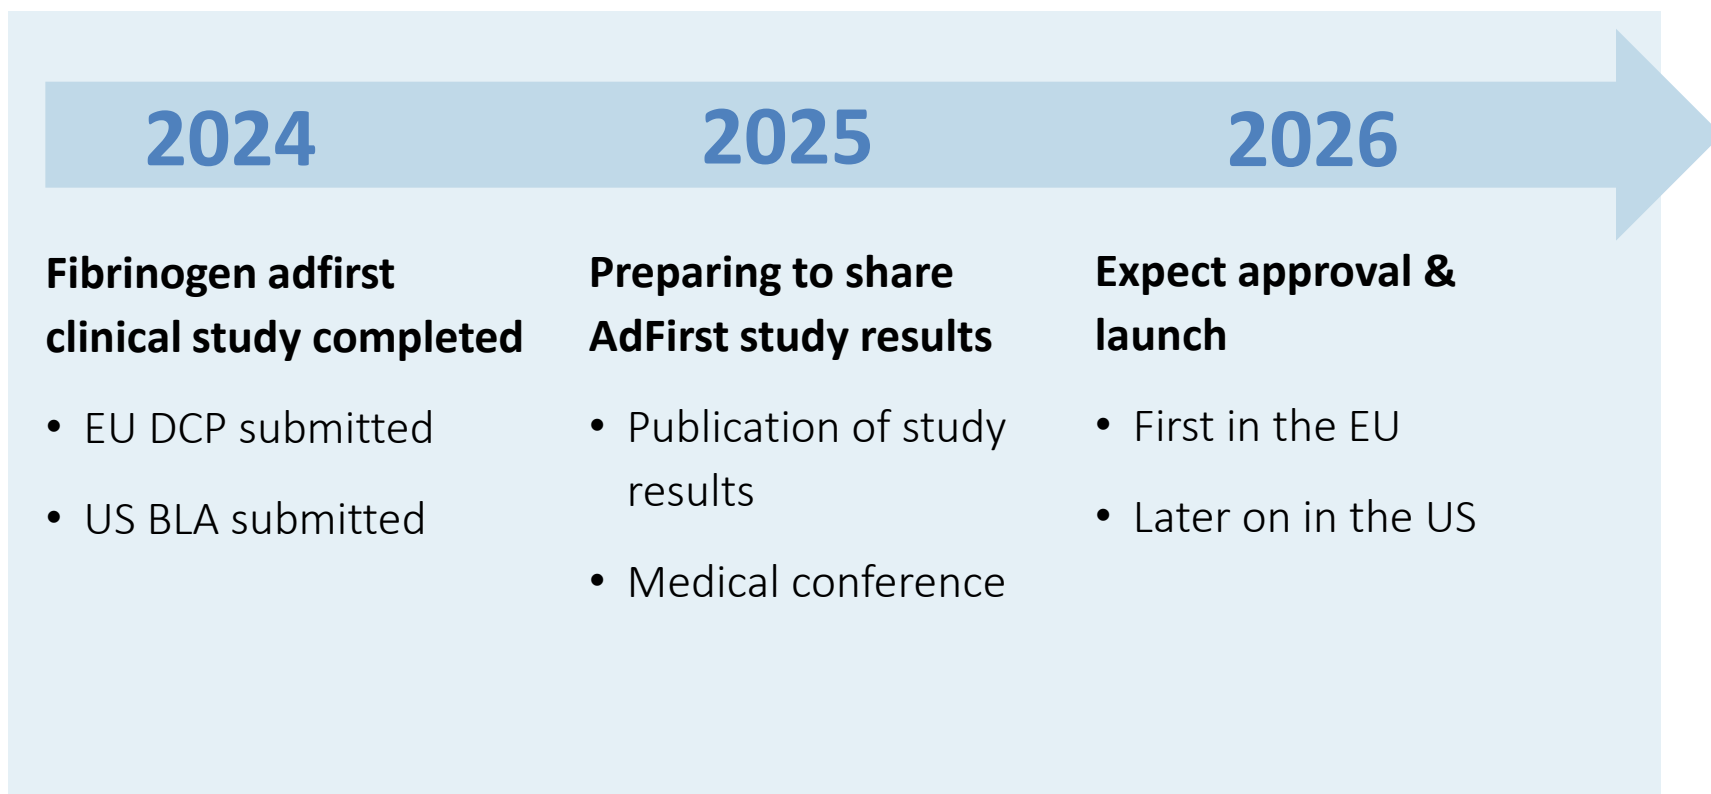 2024
2025
2026
Fibrinogen adfirst
clinical study completed
• EU DCP submitted
• US BLA submitted
Preparing to share
AdFirst study results
• Publication of study
results
• Medical conference
Expect approval &
launch
• First in the EU
• Later on in the US